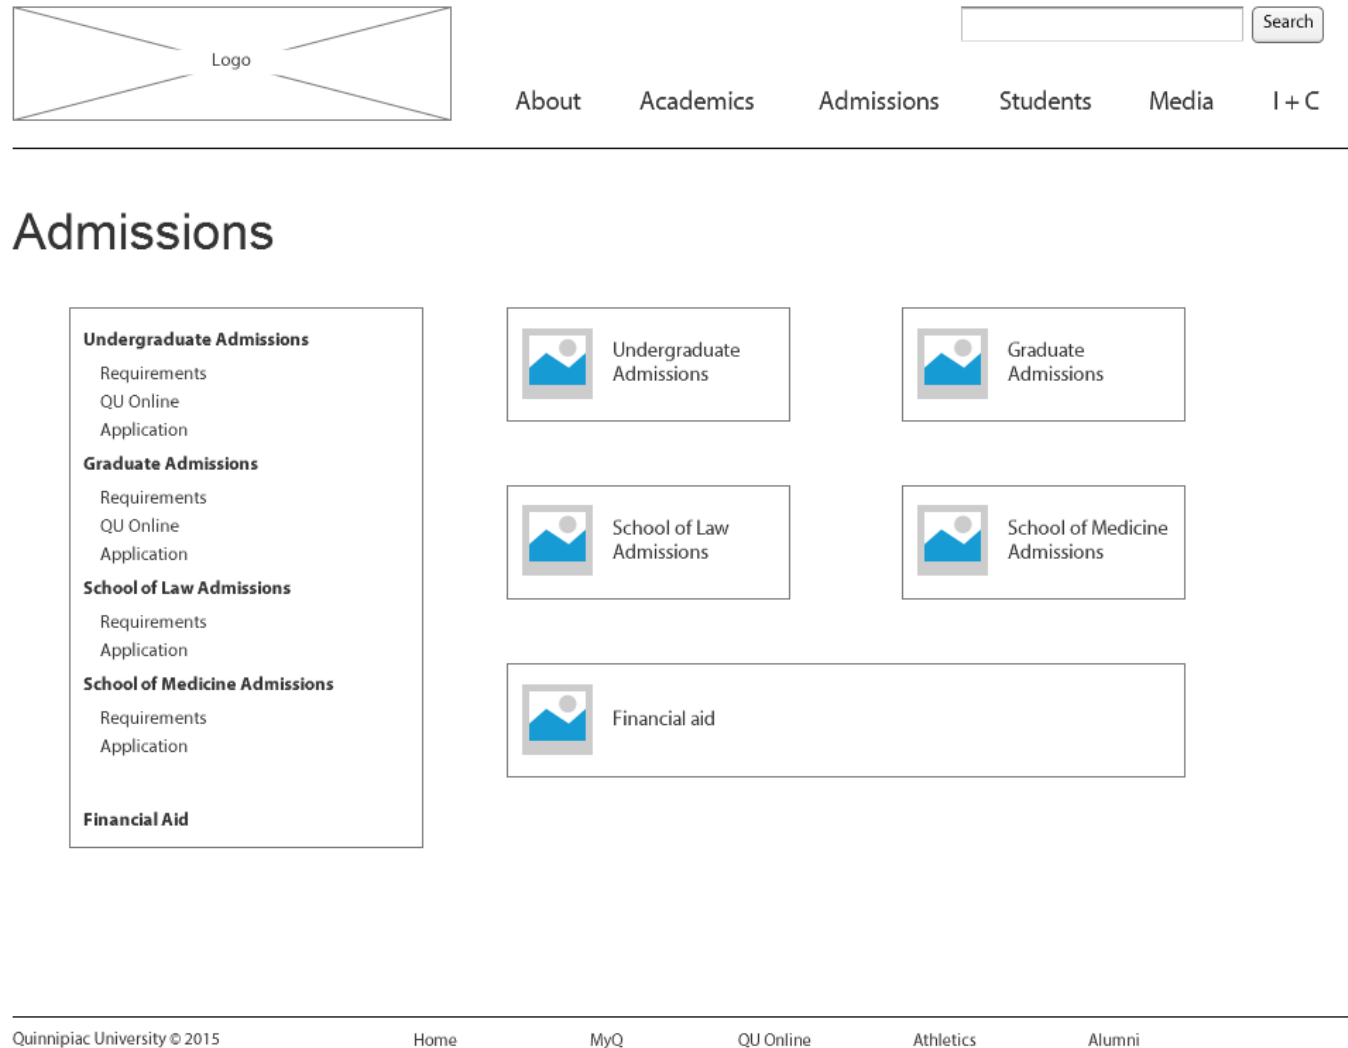 Logo
Search
About Academics Admissions Students Media I + C
Admissions
Undergraduate Admissions
Requirements
QU Online
Application
Graduate Admissions
Requirements
QU Online
Application
School of Law Admissions
Requirements
Application
School of Medicine Admissions
Requirements
Application
Financial Aid
Undergraduate
Admissions
Graduate
Admissions
School of Law
Admissions
School of Medicine
Admissions
Financial aid
Quinnipiac University © 2015 Home MyQ QU Online Athletics Alumni